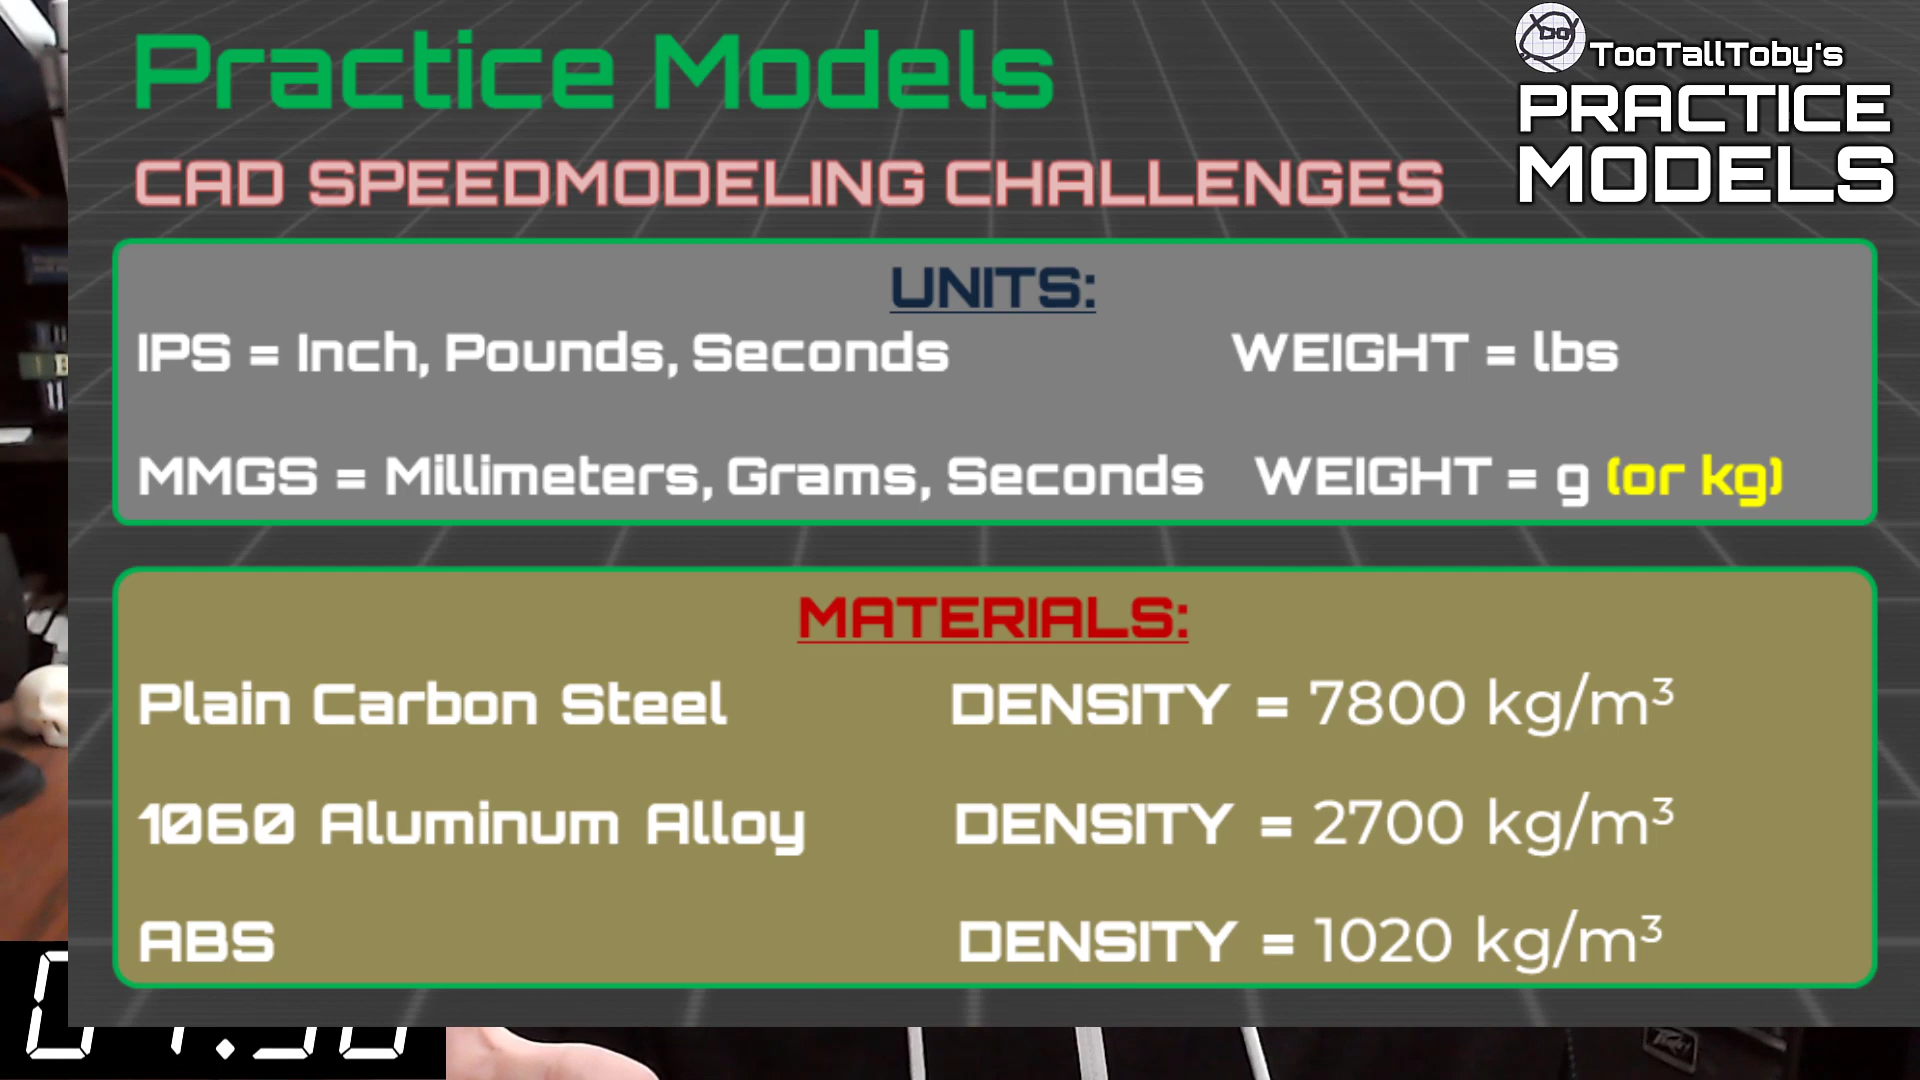 Practice Models
TooTallToby's
PRACTICE
MODELS
CAD SPEEDMODELING CHALLENGES
UNITS:
IPS = Inch, Pounds, Seconds WEIGHT = lbs
MMGS = Millimeters, Grams, Seconds WEIGHT = g (or kg)
MATERIALS:
Plain Carbon Steel DENSITY = 7800 kg/m³
1060 Aluminum Alloy DENSITY = 2700 kg/m³
ABS DENSITY = 1020 kg/m³